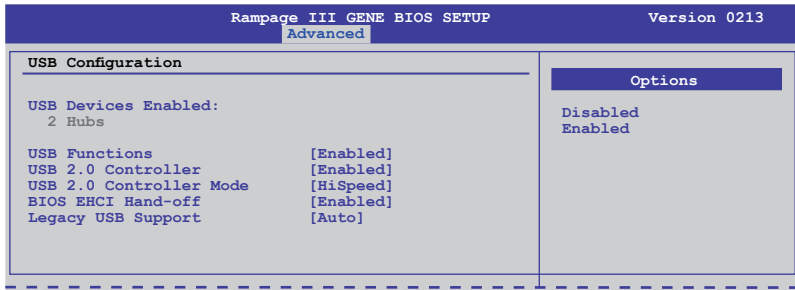 Rampage III GENE BIOS SETUP Version 0213
Advanced
USB Configuration
USB Devices Enabled:
2 Hubs
USB Functions [Enabled]
USB 2.0 Controller [Enabled]
USB 2.0 Controller Mode [HiSpeed]
BIOS EHCI Hand-off [Enabled]
Legacy USB Support [Auto]
Options
Disabled
Enabled